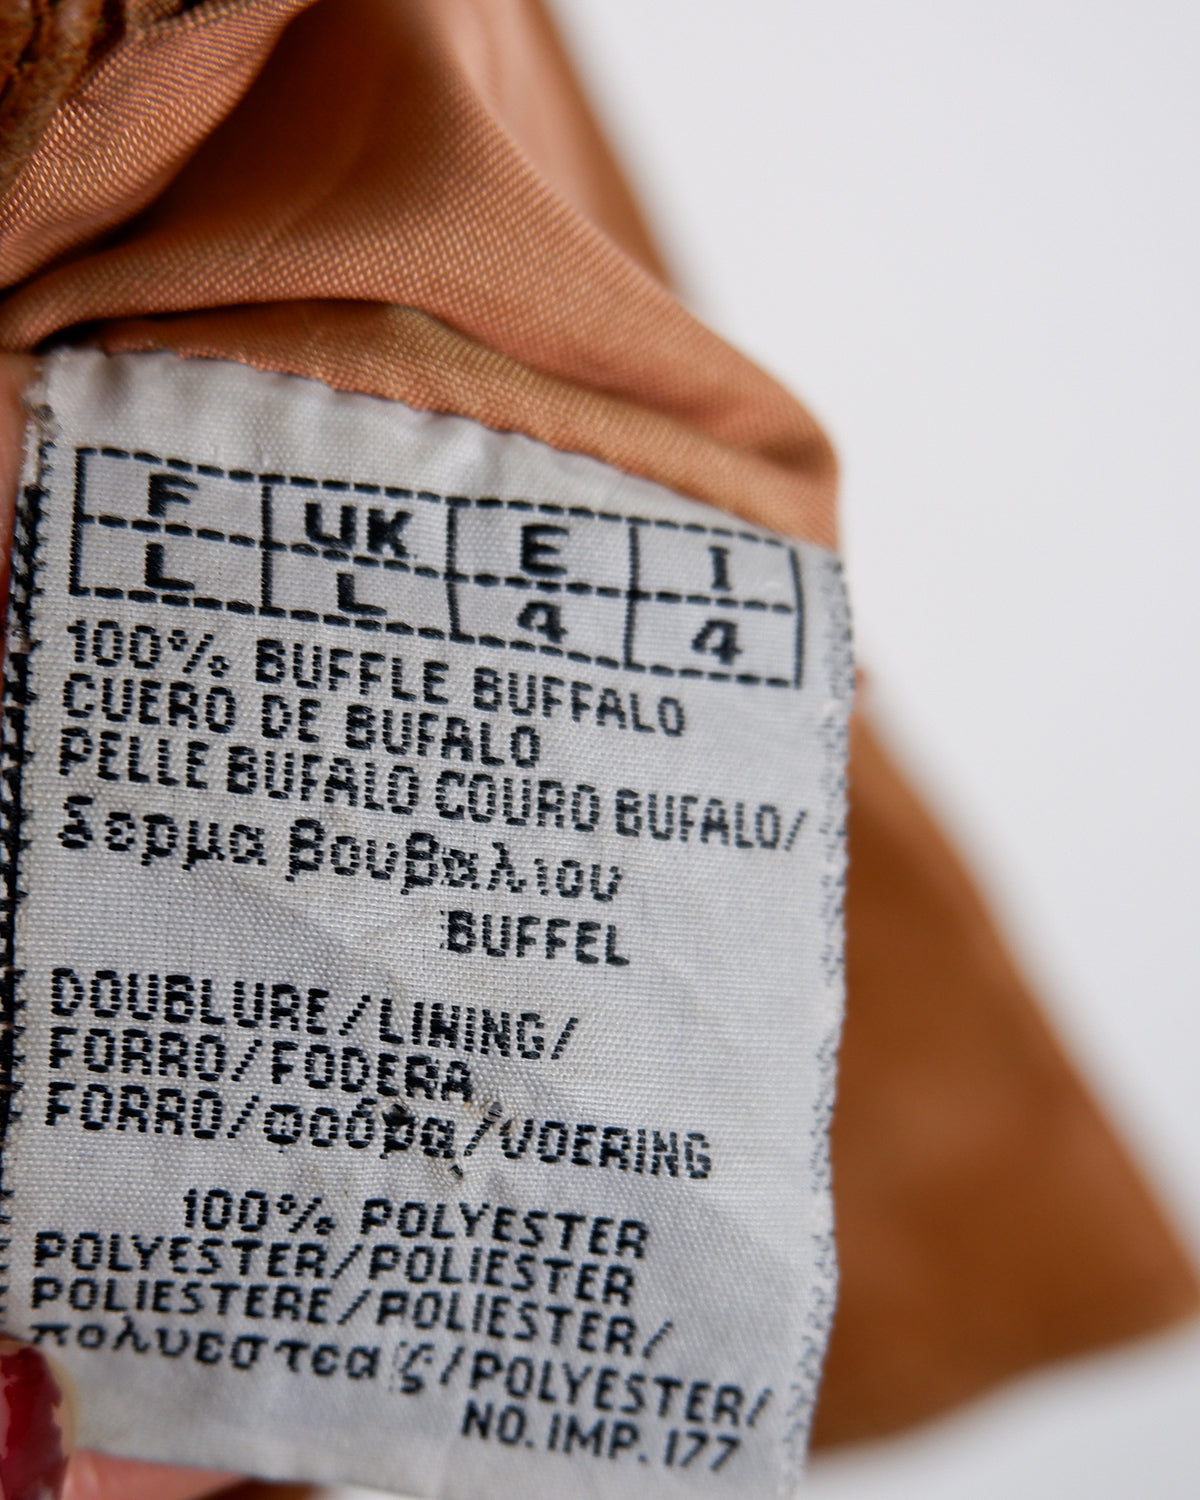 F UK E I
L L 4 4
100% BUFFLE BUFFALO
CUERO DE BUFALO
PELLE BUFALO COURO BUFALO/
δερμα βουβαλιου
BUFFEL
DOUBLURE/LINING/
FORRO/FODERA
FORRO/φοδρα/VOERING
100% POLYESTER
POLYESTER/POLIESTER
POLIESTERE/POLIESTER/
πολυεστεας/POLYESTER/
NO. IMP. 177